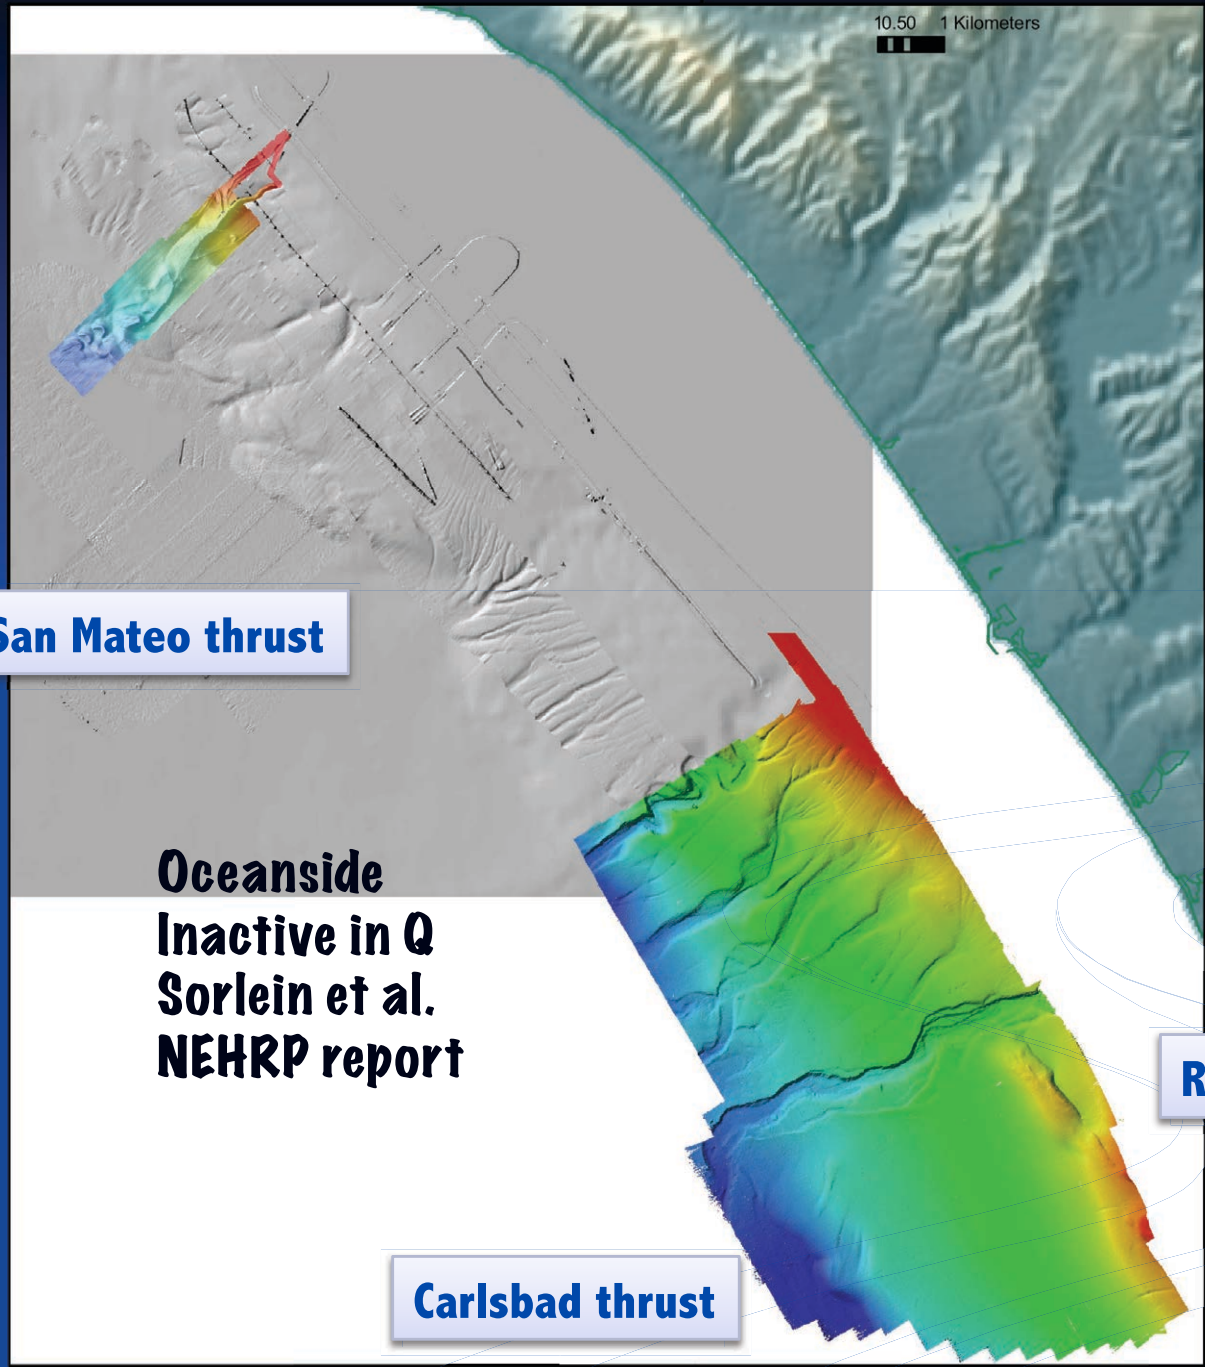 10.50 1 Kilometers
San Mateo thrust
Oceanside
Inactive in Q
Sorlein et al.
NEHRP report
R
Carlsbad thrust